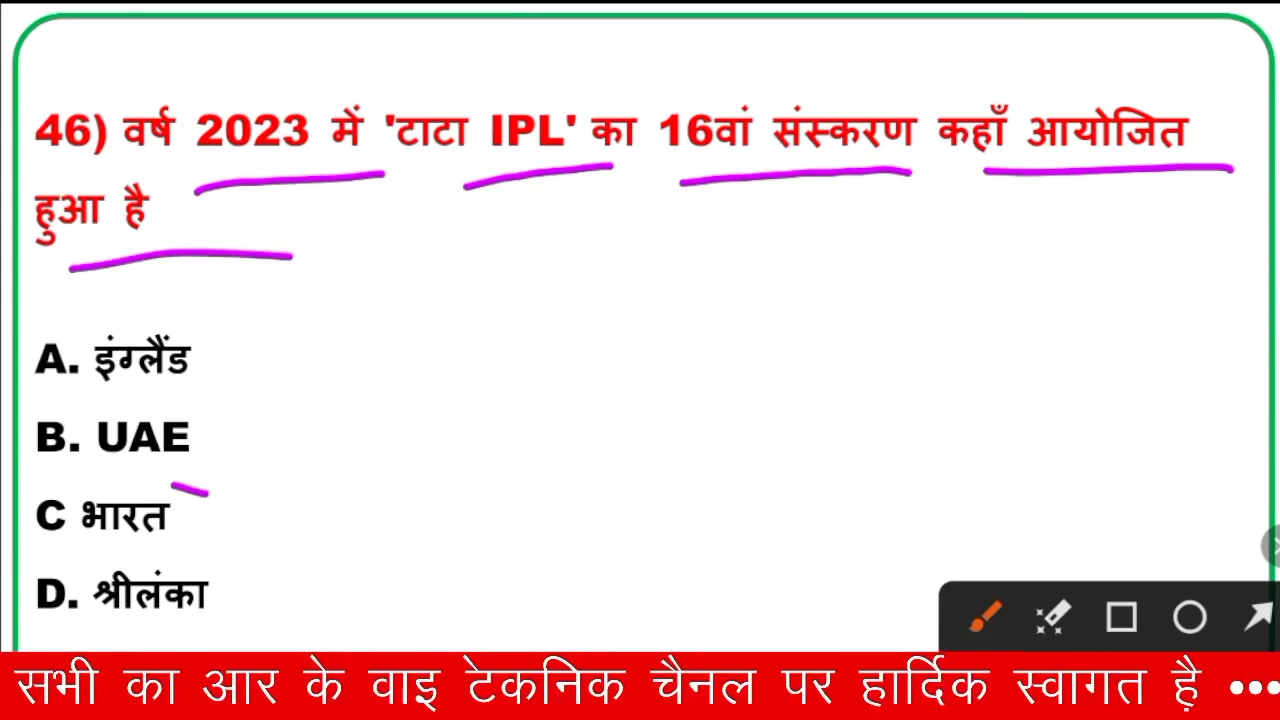 46) वर्ष 2023 में 'टाटा IPL' का 16वां संस्करण कहाँ आयोजित
हुआ है
A. इंग्लैंड
B. UAE
C भारत
D. श्रीलंका
सभी का आर के वाइ टेकनिक चैनल पर हार्दिक स्वागत है़ •••